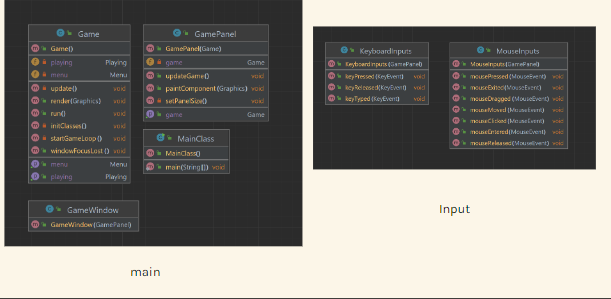 Game
Game()
playing Playing
menu Menu
update() void
render(Graphics) void
run() void
initClasses() void
startGameLoop() void
windowFocusLost() void
menu Menu
playing Playing
GamePanel
GamePanel(Game)
game Game
updateGame() void
paintComponent(Graphics) void
setPanelSize() void
game Game
MainClass
MainClass()
main(String[]) void
GameWindow
GameWindow(GamePanel)
main
KeyboardInputs
KeyboardInputs(GamePanel)
keyPressed(KeyEvent) void
keyReleased(KeyEvent) void
keyTyped(KeyEvent) void
MouseInputs
MouseInputs(GamePanel)
mousePressed(MouseEvent) void
mouseExited(MouseEvent) void
mouseDragged(MouseEvent) void
mouseMoved(MouseEvent) void
mouseClicked(MouseEvent) void
mouseEntered(MouseEvent) void
mouseReleased(MouseEvent) void
Input